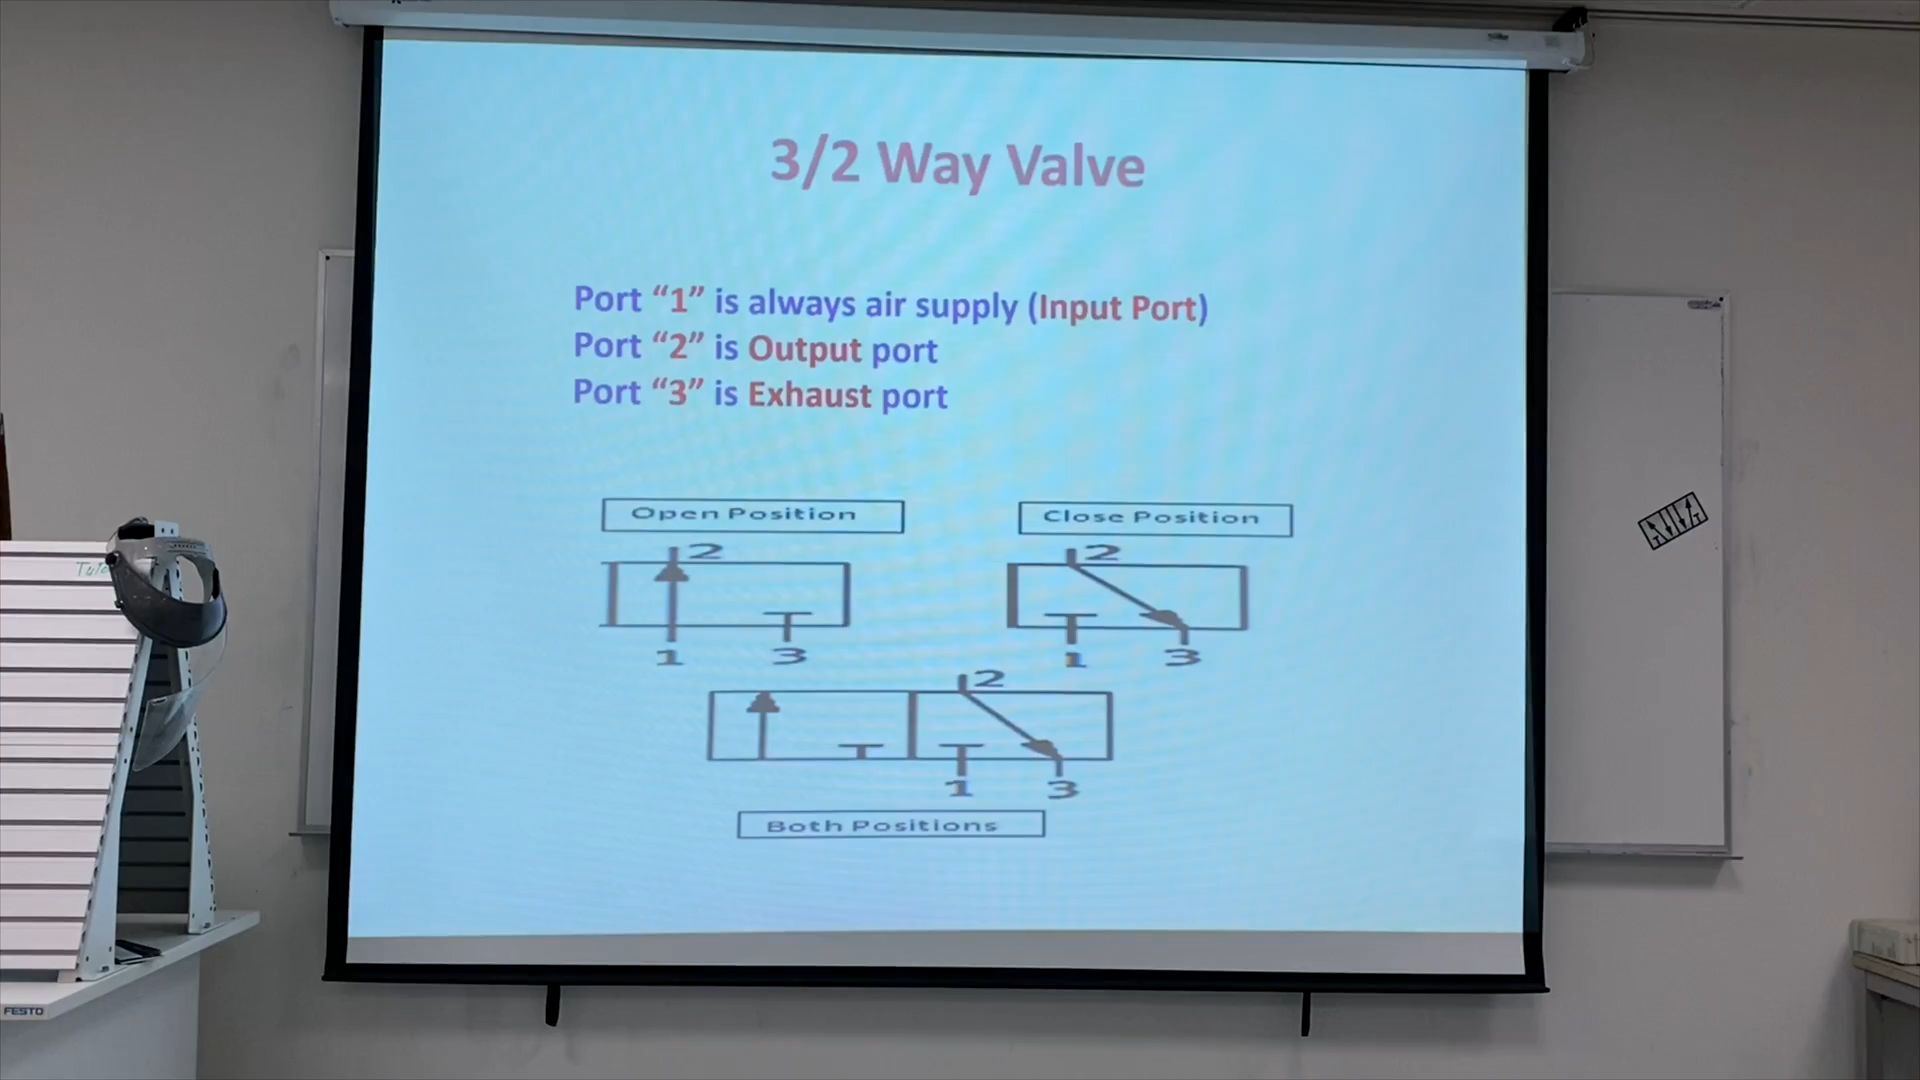 3/2 Way Valve
Port “1” is always air supply (Input Port)
Port “2” is Output port
Port “3” is Exhaust port
Open Position
Close Position
2
1 3
2
1 3
2
1 3
Both Positions
FESTO